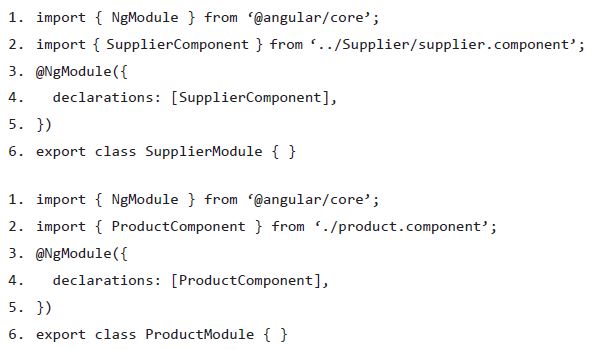 1. import { NgModule } from ‘@angular/core’;
2. import { SupplierComponent } from ‘../Supplier/supplier.component’;
3. @NgModule({
4.   declarations: [SupplierComponent],
5. })
6. export class SupplierModule { }
1. import { NgModule } from ‘@angular/core’;
2. import { ProductComponent } from ‘./product.component’;
3. @NgModule({
4.   declarations: [ProductComponent],
5. })
6. export class ProductModule { }